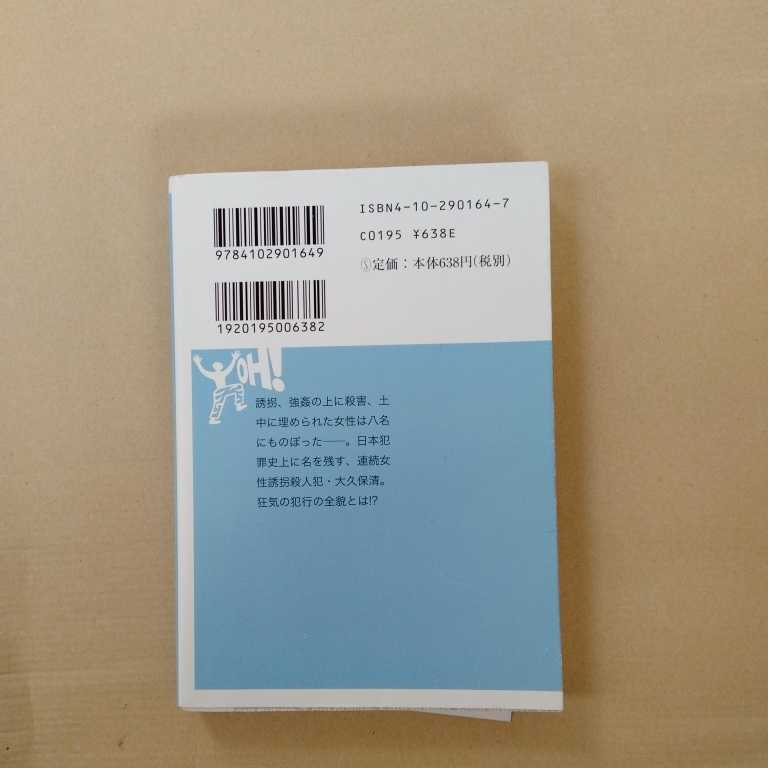 ISBN4-10-290164-7
C0195 ¥638E
Ⓢ定価：本体638円(税別)
9784102901649
1920195006382
OH!
誘拐、強姦の上に殺害、土
中に埋められた女性は八名
にものぼった――。日本犯
罪史上に名を残す、連続女
性誘拐殺人犯・大久保清。
狂気の犯行の全貌とは!?